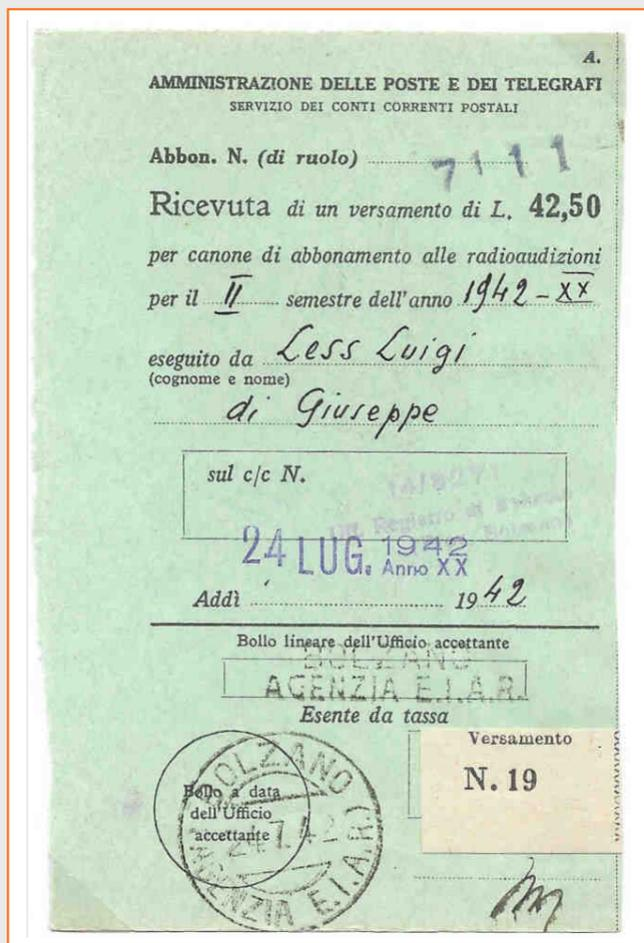 A.
AMMINISTRAZIONE DELLE POSTE E DEI TELEGRAFI
SERVIZIO DEI CONTI CORRENTI POSTALI
Abbon. N. (di ruolo) 7111
Ricevuta di un versamento di L. 42,50
per canone di abbonamento alle radioaudizioni
per il II semestre dell'anno 1942-XX
eseguito da Less Luigi
(cognome e nome)
di Giuseppe
sul c/c N.
Registro
24 LUG. 1942
Anno XX
Addì 1942
Bollo lineare dell'Ufficio accettante
BOLZANO
AGENZIA E.I.A.R.
Esente da tassa
Versamento
N. 19
Bollo a data
dell'Ufficio
accettante
BOLZANO
24.7.42
AGENZIA E.I.A.R.